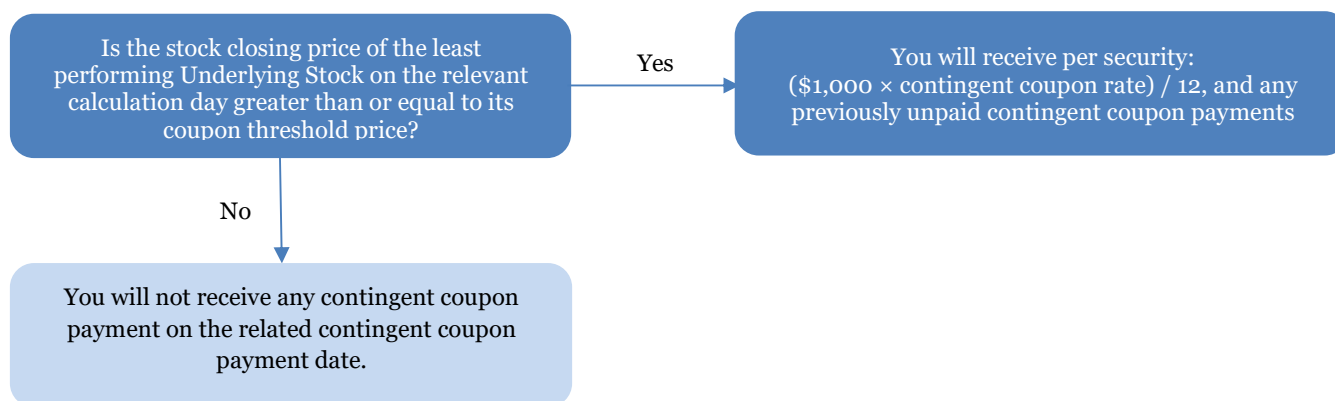 Is the stock closing price of the least
performing Underlying Stock on the relevant
calculation day greater than or equal to its
coupon threshold price?
Yes
You will receive per security:
($1,000 × contingent coupon rate) / 12, and any
previously unpaid contingent coupon payments
No
You will not receive any contingent coupon
payment on the related contingent coupon
payment date.